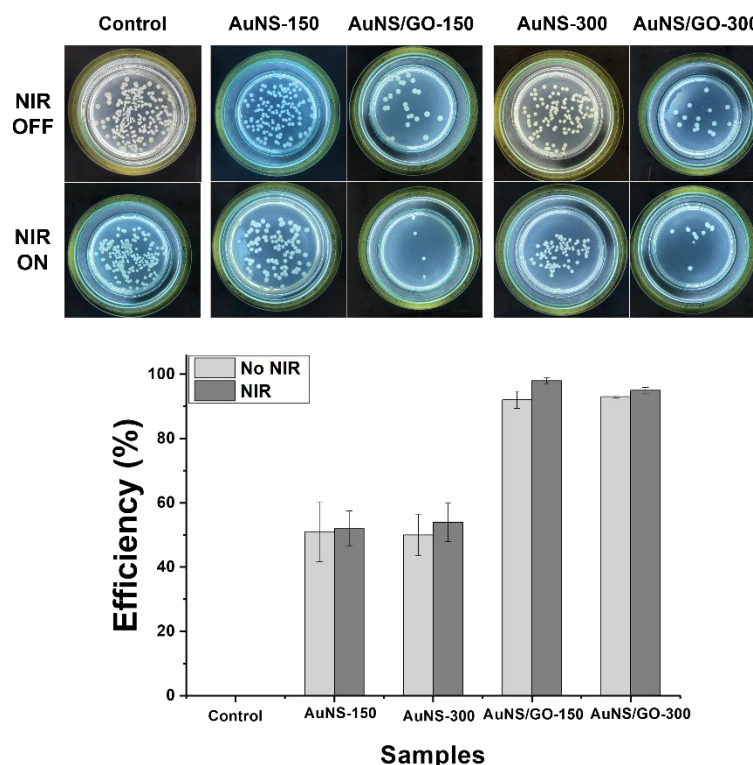 Control AuNS-150 AuNS/GO-150 AuNS-300 AuNS/GO-300
NIR
OFF
NIR
ON
No NIR
NIR
100
80
60
40
20
0
Efficiency (%)
Control AuNS-150 AuNS-300 AuNS/GO-150 AuNS/GO-300
Samples